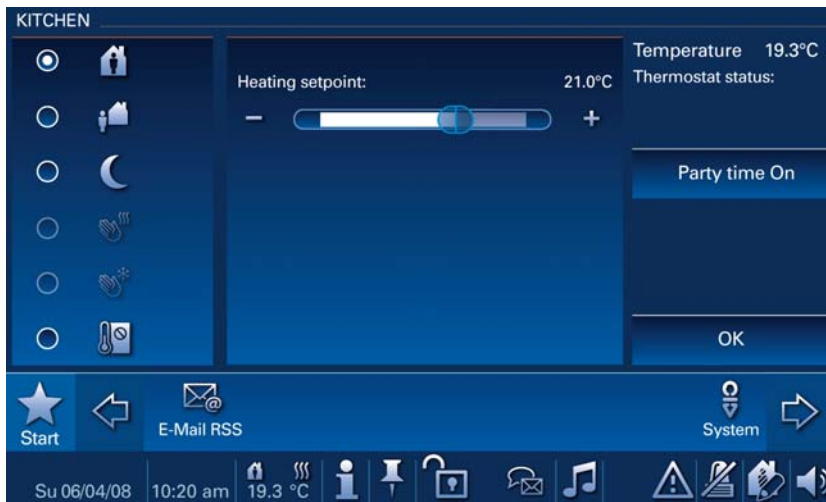 KITCHEN
Temperature 19.3°C
Thermostat status:
Heating setpoint: 21.0°C
− +
Party time On
OK
Start
E-Mail RSS
System
Su 06/04/08 10:20 am 19.3 °C